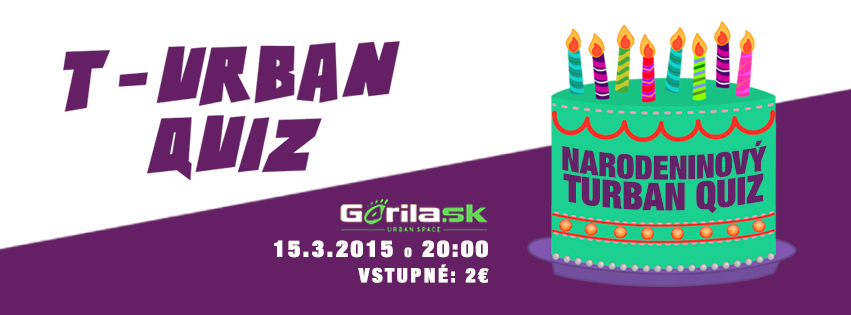 T-URBAN
QUIZ
Gorila.sk
URBAN SPACE
15.3.2015 o 20:00
VSTUPNÉ: 2€
NARODENINOVÝ
TURBAN QUIZ